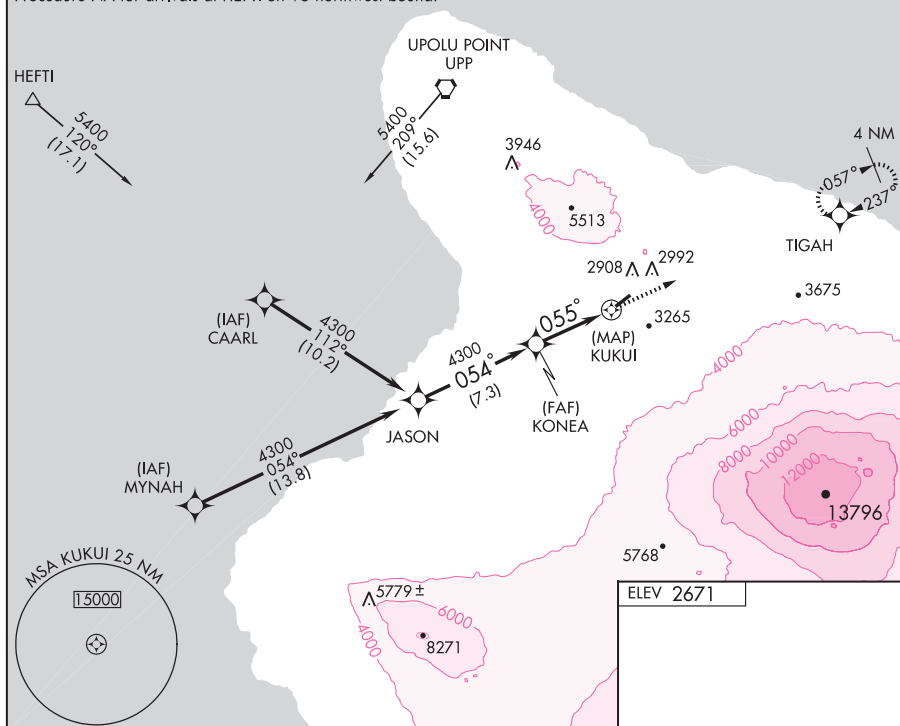 UPOLU POINT
UPP
HEFTI
5400
120°
(17.1)
5400
209°
(15.6)
3946
4000
5513
4 NM
057°
237°
TIGAH
2908
2992
3675
3265
(IAF)
CAARL
4300
112°
(10.2)
4300
054°
(7.3)
055°
(MAP)
KUKUI
(FAF)
KONEA
JASON
4300
054°
(13.8)
(IAF)
MYNAH
4000
6000
8000
10000
12000
13796
5768
MSA KUKUI 25 NM
15000
5779 ±
6000
4000
8271
ELEV 2671